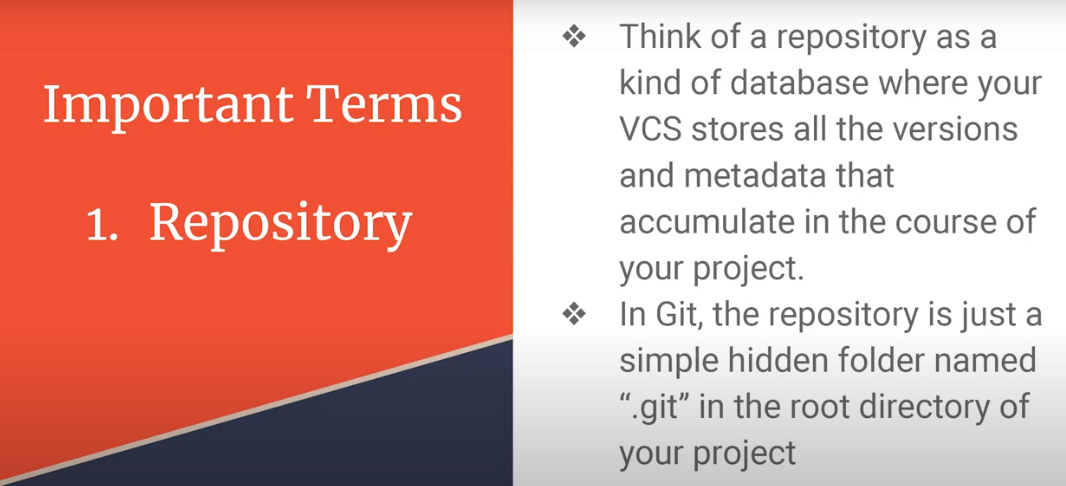 Important Terms
1. Repository
❖ Think of a repository as a
kind of database where your
VCS stores all the versions
and metadata that
accumulate in the course of
your project.
❖ In Git, the repository is just a
simple hidden folder named
“.git” in the root directory of
your project